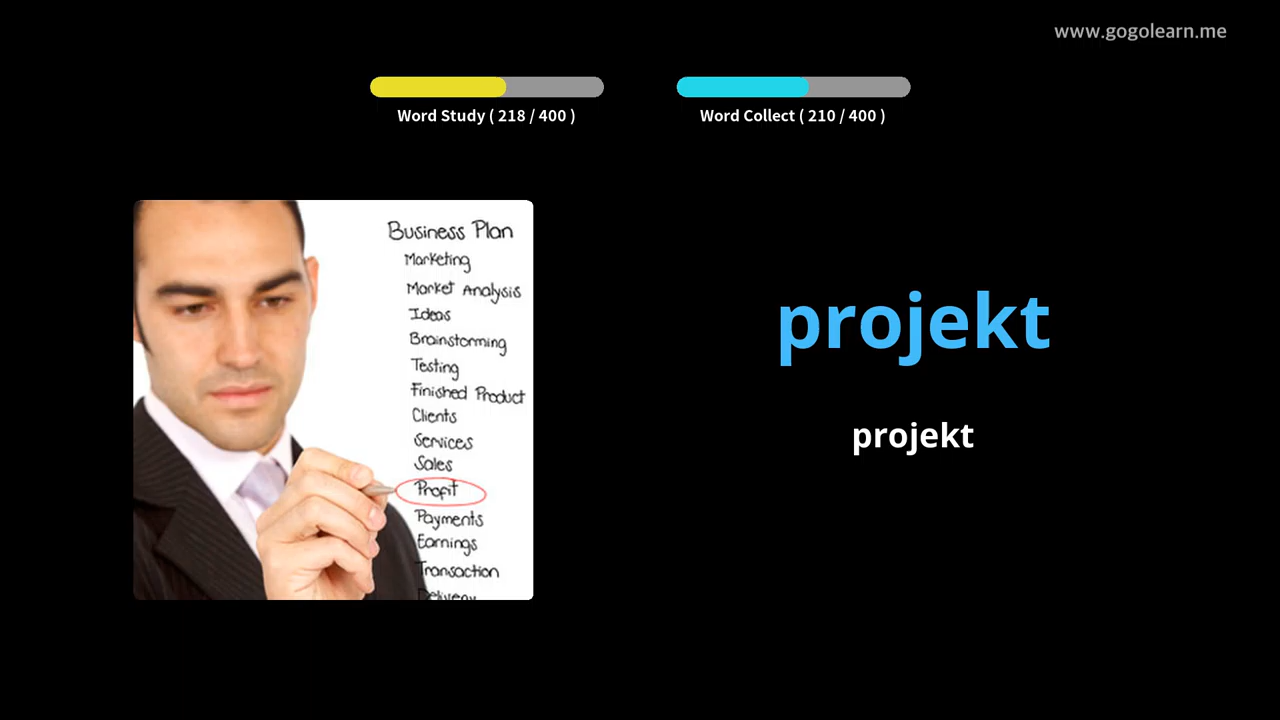 www.gogolearn.me
Word Study ( 218 / 400 )
Word Collect ( 210 / 400 )
Business Plan
Marketing
Market Analysis
Ideas
Brainstorming
Testing
Finished Product
Clients
Services
Sales
Profit
Payments
Earnings
Transaction
Delivery
projekt
projekt